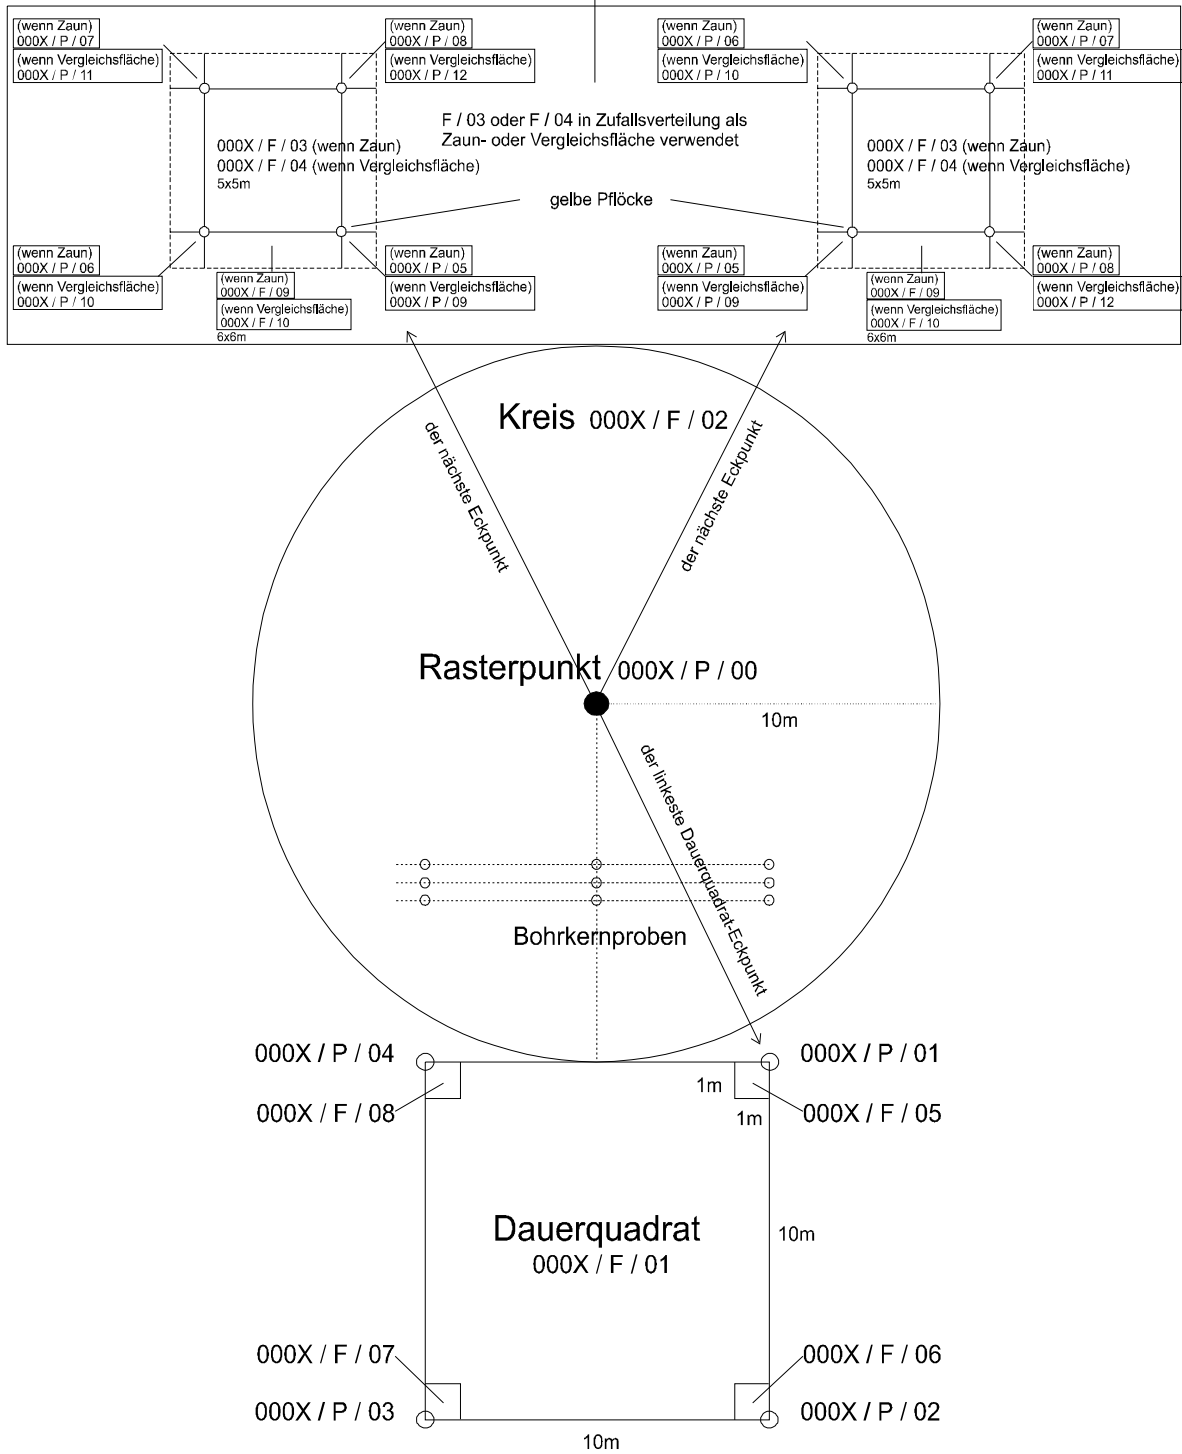 (wenn Zaun)
000X / P / 07
(wenn Vergleichsfläche)
000X / P / 11
(wenn Zaun)
000X / P / 08
(wenn Vergleichsfläche)
000X / P / 12
(wenn Zaun)
000X / P / 06
(wenn Vergleichsfläche)
000X / P / 10
(wenn Zaun)
000X / P / 07
(wenn Vergleichsfläche)
000X / P / 11
F / 03 oder F / 04 in Zufallsverteilung als
Zaun- oder Vergleichsfläche verwendet
000X / F / 03 (wenn Zaun)
000X / F / 04 (wenn Vergleichsfläche)
5x5m
000X / F / 03 (wenn Zaun)
000X / F / 04 (wenn Vergleichsfläche)
5x5m
gelbe Pflöcke
(wenn Zaun)
000X / P / 06
(wenn Vergleichsfläche)
000X / P / 10
(wenn Zaun)
000X / F / 09
(wenn Vergleichsfläche)
000X / F / 10
6x6m
(wenn Zaun)
000X / P / 05
(wenn Vergleichsfläche)
000X / P / 09
(wenn Zaun)
000X / P / 05
(wenn Vergleichsfläche)
000X / P / 09
(wenn Zaun)
000X / F / 09
(wenn Vergleichsfläche)
000X / F / 10
6x6m
(wenn Zaun)
000X / P / 08
(wenn Vergleichsfläche)
000X / P / 12
Kreis 000X / F / 02
der nächste Eckpunkt
der nächste Eckpunkt
Rasterpunkt 000X / P / 00
10m
der linkeste Dauerquadrat-Eckpunkt
Bohrkernproben
000X / P / 04
000X / P / 01
1m
000X / F / 08
000X / F / 05
1m
Dauerquadrat
000X / F / 01
10m
000X / F / 07
000X / F / 06
000X / P / 03
000X / P / 02
10m